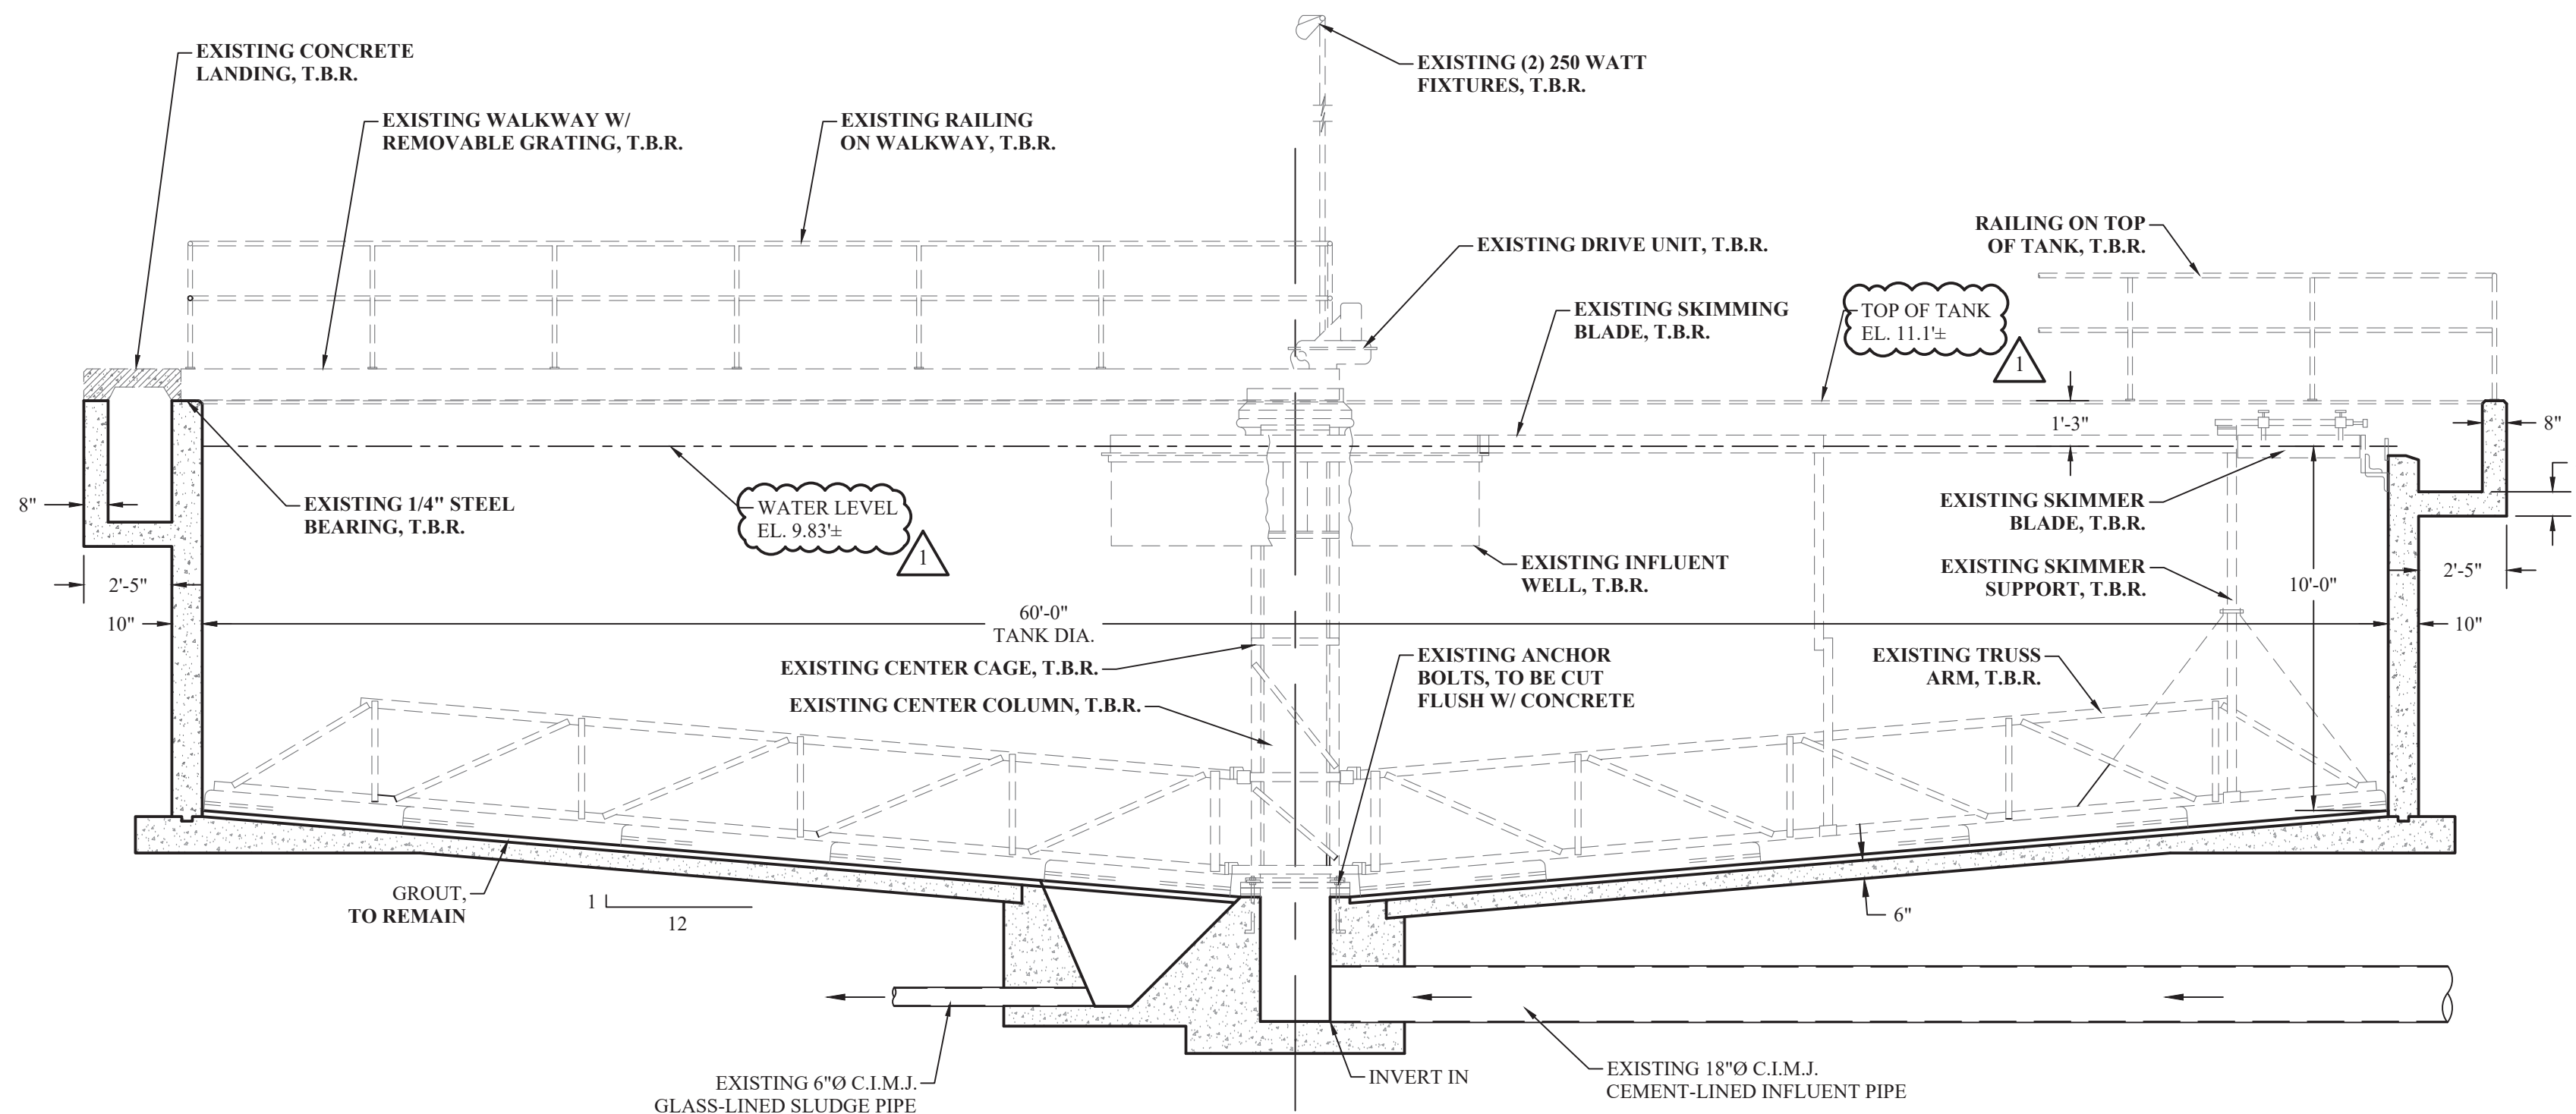 EXISTING CONCRETE
LANDING, T.B.R.
EXISTING WALKWAY W/
REMOVABLE GRATING, T.B.R.
EXISTING RAILING
ON WALKWAY, T.B.R.
EXISTING (2) 250 WATT
FIXTURES, T.B.R.
EXISTING DRIVE UNIT, T.B.R.
EXISTING SKIMMING
BLADE, T.B.R.
TOP OF TANK
EL. 11.1'±
1
RAILING ON TOP
OF TANK, T.B.R.
1'-3"
8"
8"
EXISTING 1/4" STEEL
BEARING, T.B.R.
WATER LEVEL
EL. 9.83'±
1
EXISTING SKIMMER
BLADE, T.B.R.
EXISTING INFLUENT
WELL, T.B.R.
EXISTING SKIMMER
SUPPORT, T.B.R.
10'-0"
2'-5"
2'-5"
10"
60'-0"
TANK DIA.
10"
EXISTING CENTER CAGE, T.B.R.
EXISTING CENTER COLUMN, T.B.R.
EXISTING ANCHOR
BOLTS, TO BE CUT
FLUSH W/ CONCRETE
EXISTING TRUSS
ARM, T.B.R.
GROUT,
TO REMAIN
1
12
6"
EXISTING 6"Ø C.I.M.J.
GLASS-LINED SLUDGE PIPE
INVERT IN
EXISTING 18"Ø C.I.M.J.
CEMENT-LINED INFLUENT PIPE